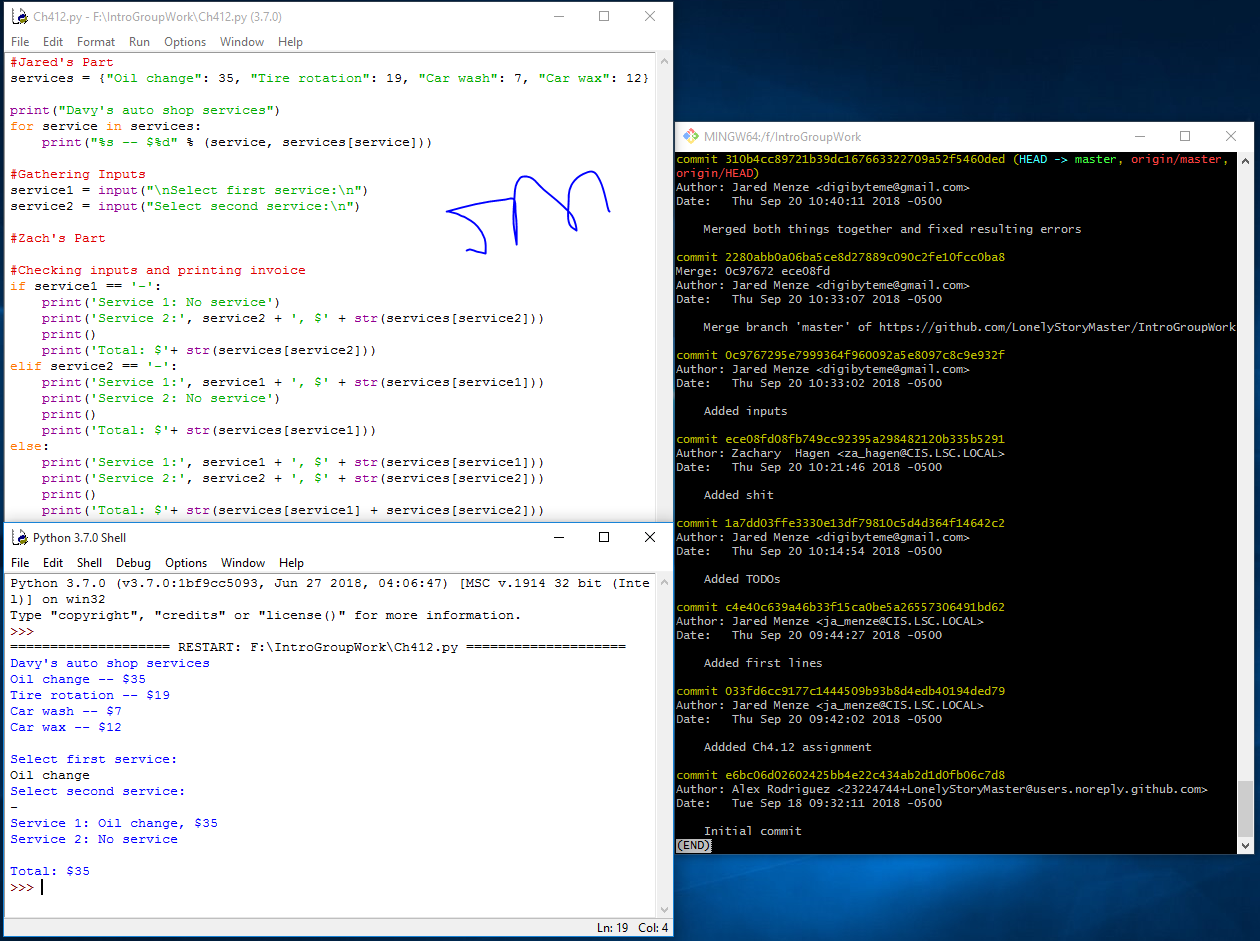 Ch412.py - F:\IntroGroupWork\Ch412.py (3.7.0)
File Edit Format Run Options Window Help
#Jared's Part
services = {"Oil change": 35, "Tire rotation": 19, "Car wash": 7, "Car wax": 12}
print("Davy's auto shop services")
for service in services:
    print("%s -- $%d" % (service, services[service]))
#Gathering Inputs
service1 = input("\nSelect first service:\n")
service2 = input("Select second service:\n")
#Zach's Part
#Checking inputs and printing invoice
if service1 == '-':
    print('Service 1: No service')
    print('Service 2:', service2 + ', $' + str(services[service2]))
    print()
    print('Total: $'+ str(services[service2]))
elif service2 == '-':
    print('Service 1:', service1 + ', $' + str(services[service1]))
    print('Service 2: No service')
    print()
    print('Total: $'+ str(services[service1]))
else:
    print('Service 1:', service1 + ', $' + str(services[service1]))
    print('Service 2:', service2 + ', $' + str(services[service2]))
    print()
    print('Total: $'+ str(services[service1] + services[service2]))
JM
Python 3.7.0 Shell
File Edit Shell Debug Options Window Help
Python 3.7.0 (v3.7.0:1bf9cc5093, Jun 27 2018, 04:06:47) [MSC v.1914 32 bit (Inte
l)] on win32
Type "copyright", "credits" or "license()" for more information.
>>>
==================== RESTART: F:\IntroGroupWork\Ch412.py ====================
Davy's auto shop services
Oil change -- $35
Tire rotation -- $19
Car wash -- $7
Car wax -- $12
Select first service:
Oil change
Select second service:
-
Service 1: Oil change, $35
Service 2: No service
Total: $35
>>>
Ln: 19 Col: 4
MINGW64:/f/IntroGroupWork
commit 310b4cc89721b39dc167663322709a52f5460ded (HEAD -> master, origin/master,
origin/HEAD)
Author: Jared Menze <digibyteme@gmail.com>
Date:   Thu Sep 20 10:40:11 2018 -0500
    Merged both things together and fixed resulting errors
commit 2280abb0a06ba5ce8d27889c090c2fe10fcc0ba8
Merge: 0c97672 ece08fd
Author: Jared Menze <digibyteme@gmail.com>
Date:   Thu Sep 20 10:33:07 2018 -0500
    Merge branch 'master' of https://github.com/LonelyStoryMaster/IntroGroupWork
commit 0c9767295e7999364f960092a5e8097c8c9e932f
Author: Jared Menze <digibyteme@gmail.com>
Date:   Thu Sep 20 10:33:02 2018 -0500
    Added inputs
commit ece08fd08fb749cc92395a298482120b335b5291
Author: Zachary  Hagen <za_hagen@CIS.LSC.LOCAL>
Date:   Thu Sep 20 10:21:46 2018 -0500
    Added shit
commit 1a7dd03ffe3330e13df79810c5d4d364f14642c2
Author: Jared Menze <digibyteme@gmail.com>
Date:   Thu Sep 20 10:14:54 2018 -0500
    Added TODOs
commit c4e40c639a46b33f15ca0be5a26557306491bd62
Author: Jared Menze <ja_menze@CIS.LSC.LOCAL>
Date:   Thu Sep 20 09:44:27 2018 -0500
    Added first lines
commit 033fd6cc9177c1444509b93b8d4edb40194ded79
Author: Jared Menze <ja_menze@CIS.LSC.LOCAL>
Date:   Thu Sep 20 09:42:02 2018 -0500
    Addded Ch4.12 assignment
commit e6bc06d02602425bb4e22c434ab2d1d0fb06c7d8
Author: Alex Rodriguez <23224744+LonelyStoryMaster@users.noreply.github.com>
Date:   Tue Sep 18 09:32:11 2018 -0500
    Initial commit
(END)